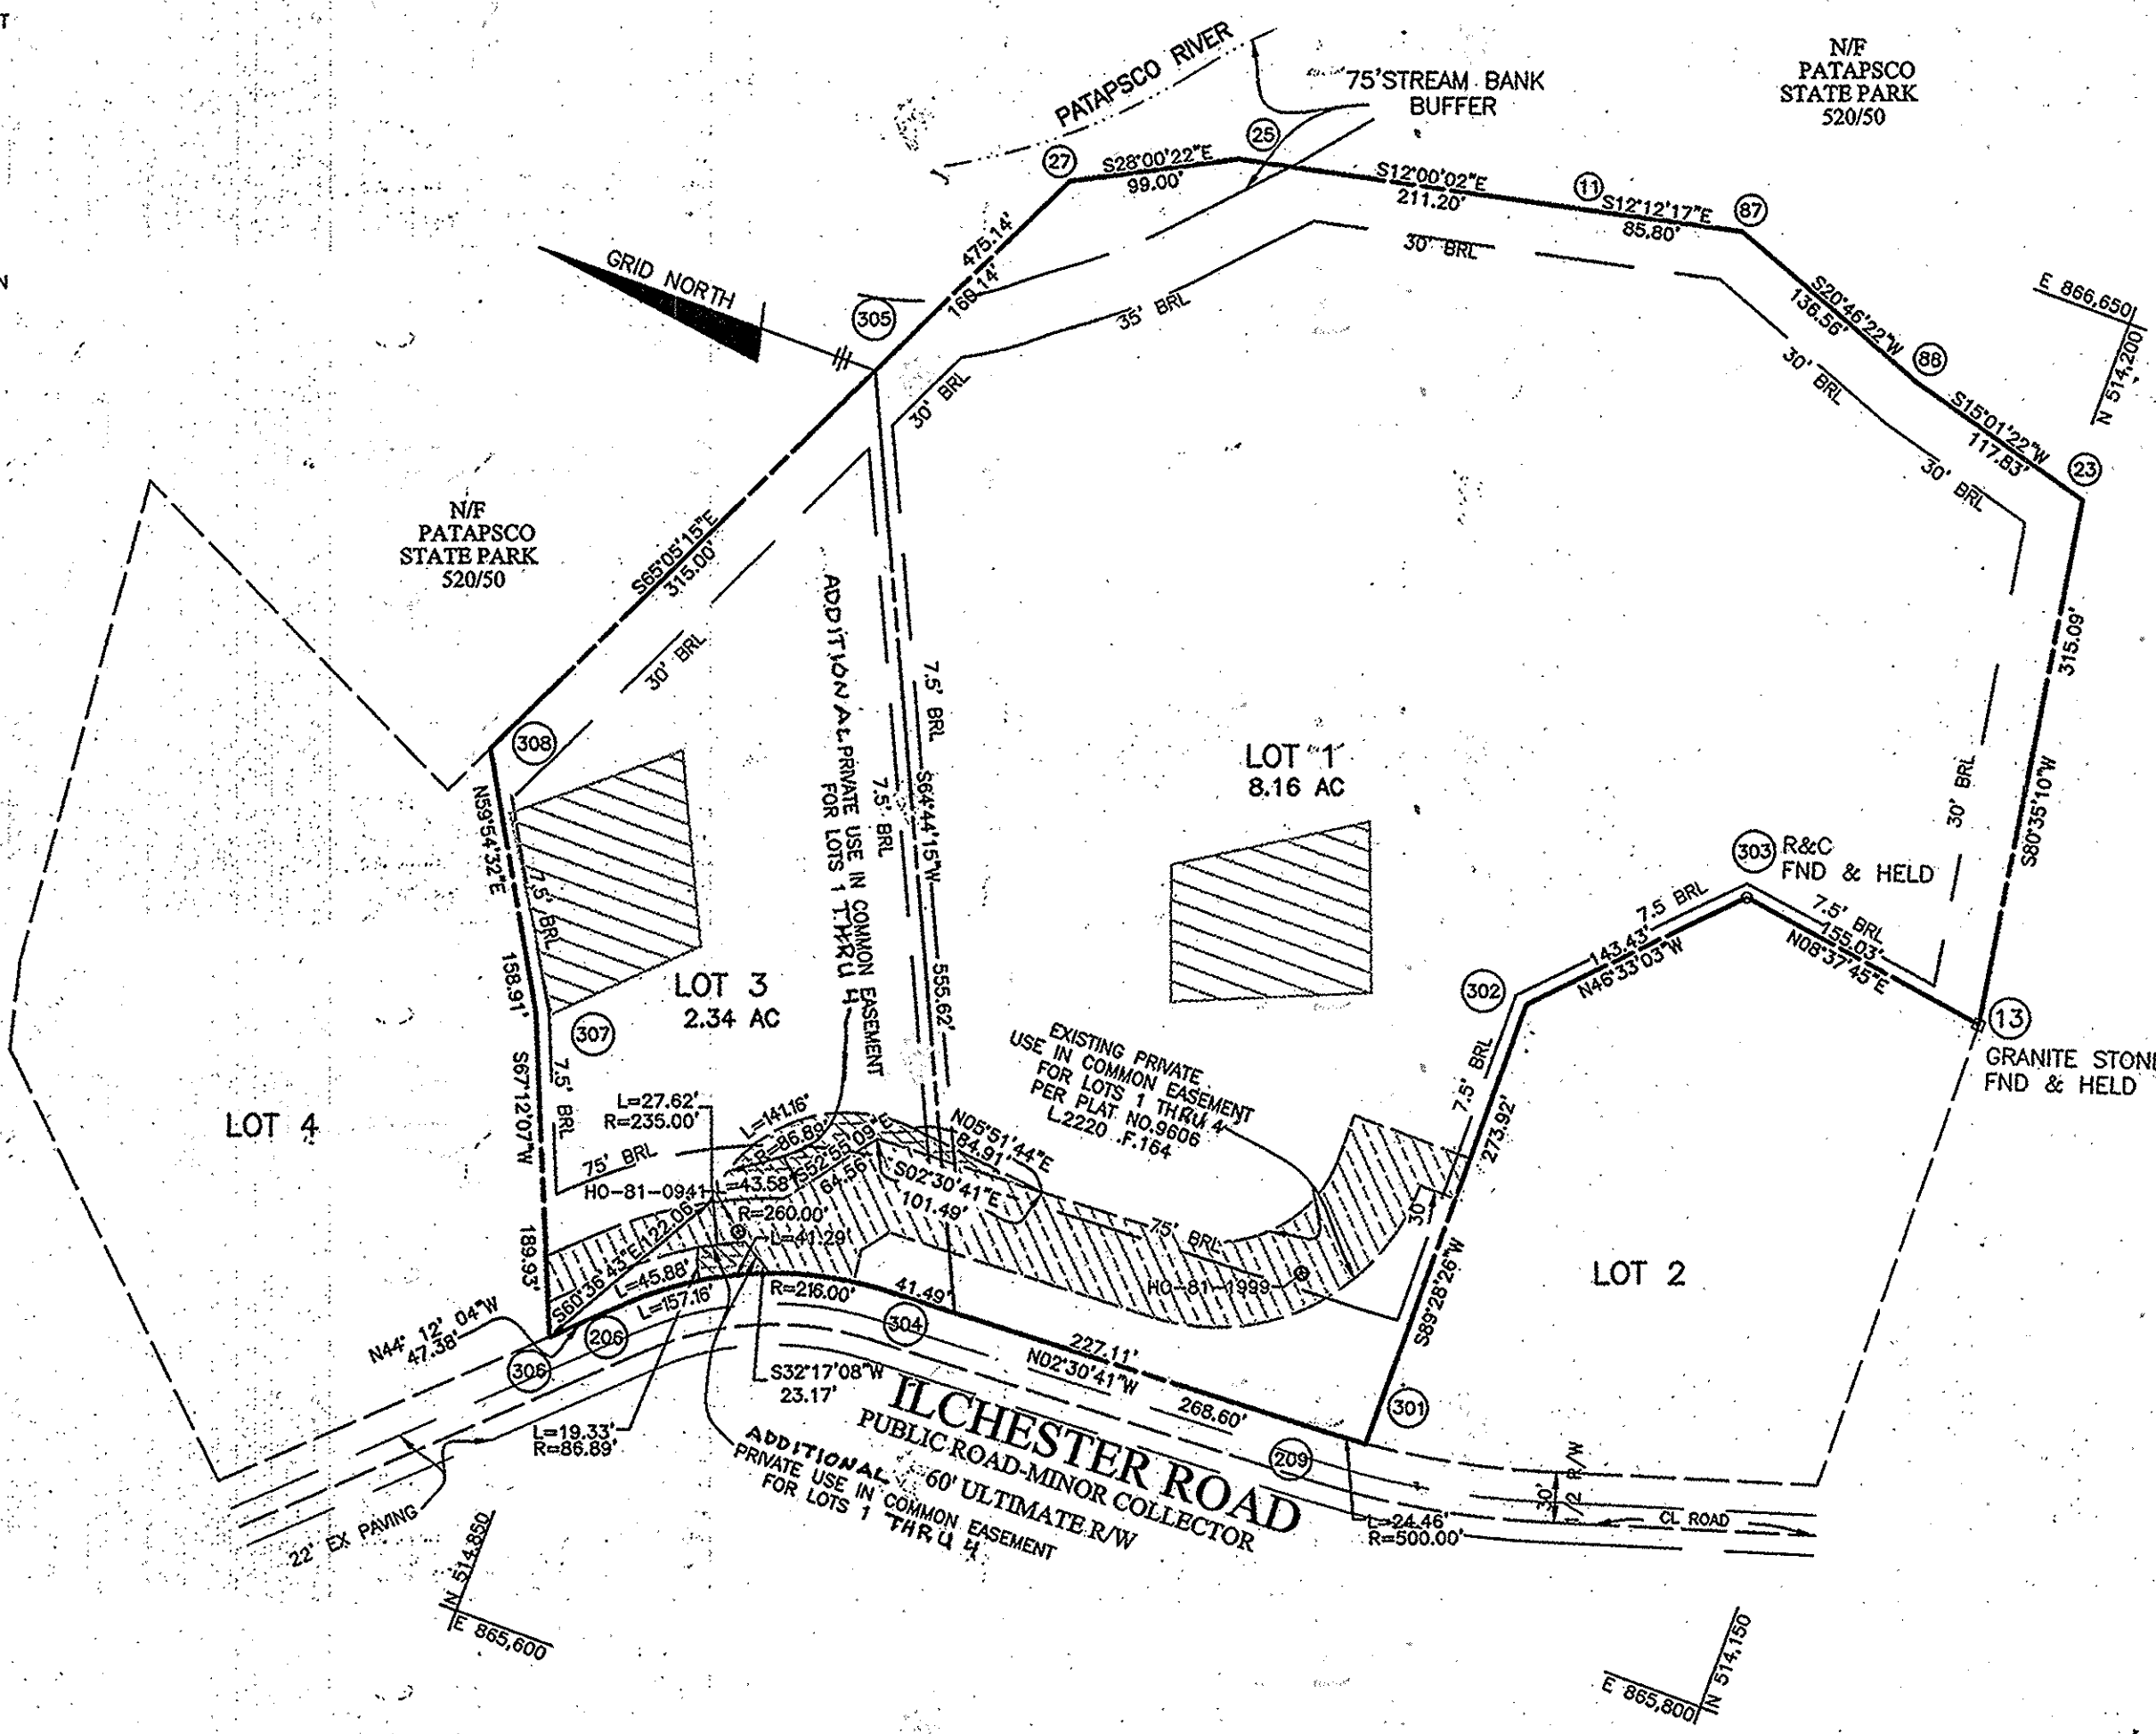 T
N
N/F
PATAPSCO
STATE PARK
520/50
PATAPSCO RIVER
75'STREAM BANK
BUFFER
27
S28°00'22"E
99.00'
25
S12°00'02"E
211.20'
11
S12°12'17"E
85.80'
87
S20°46'22"W
136.56'
88
S15°01'22"W
117.83'
23
E 866,650
N 514,200
GRID NORTH
305
475.14'
160.14'
35' BRL
30' BRL
30' BRL
30' BRL
30' BRL
N/F
PATAPSCO
STATE PARK
520/50
S65°05'15"E
315.00'
30' BRL
308
ADDITIONAL PRIVATE USE IN COMMON EASEMENT
FOR LOTS 1 THRU 4
7.5' BRL
7.5' BRL
S64°44'15"W
555.62'
LOT 1
8.16 AC
315.09'
S80°35'10"W
30' BRL
N59°54'32"E
158.91'
7.5' BRL
LOT 3
2.34 AC
307
S67°12'07"W
189.93'
7.5' BRL
303
R&C
FND & HELD
7.5 BRL
143.43'
N46°33'03"W
7.5' BRL
155.03'
N08°37'45"E
302
13
GRANITE STONE
FND & HELD
7.5' BRL
273.92'
S89°28'26"W
30'
EXISTING PRIVATE
USE IN COMMON EASEMENT
FOR LOTS 1 THRU 4
PER PLAT NO.9606
L.2220 .F.164
LOT 4
L=27.62'
R=235.00'
L=141.16'
R=86.89'
S52°55'09"E
64.56'
N05°51'44"E
84.91'
S02°30'41"E
101.49'
75' BRL
HO-81-0941
L=43.58'
R=260.00'
L=41.29'
S60°36'43"E 122.06'
L=45.88'
L=157.16'
R=216.00'
41.49'
75' BRL
HO-81-1999
LOT 2
N44° 12' 04"W
47.38'
306
206
304
227.11'
N02°30'41"W
268.60'
301
S32°17'08"W
23.17'
L=19.33'
R=86.89'
ILCHESTER ROAD
PUBLIC ROAD-MINOR COLLECTOR
60' ULTIMATE R/W
209
ADDITIONAL
PRIVATE USE IN COMMON EASEMENT
FOR LOTS 1 THRU 4
L=24.46'
R=500.00'
30'
1/2 R/W
CL ROAD
22' EX PAVING
N 514,850
E 865,600
E 865,800
N 514,150